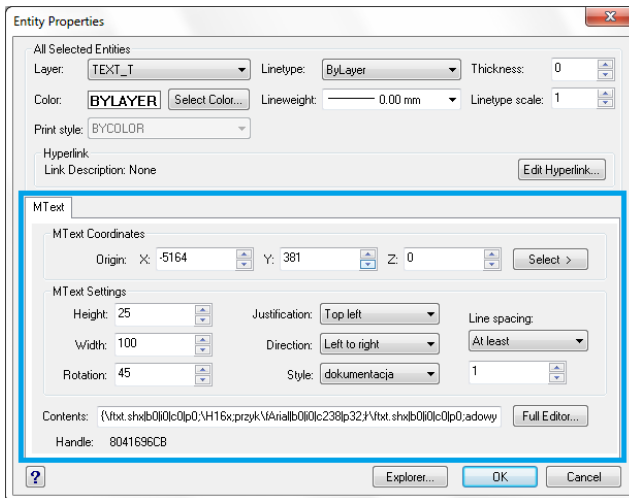 Entity Properties
All Selected Entities
Layer: TEXT_T Linetype: ByLayer Thickness: 0
Color: BYLAYER Select Color... Lineweight: 0.00 mm Linetype scale: 1
Print style: BYCOLOR
Hyperlink
Link Description: None Edit Hyperlink...
MText
MText Coordinates
Origin: X: -5164 Y: 381 Z: 0 Select >
MText Settings
Height: 25 Justification: Top left Line spacing:
Width: 100 Direction: Left to right At least
Rotation: 45 Style: dokumentacja 1
Contents: {\ftxt.shx|b0|i0|c0|p0;\H16x;przyk\fArial|b0|i0|c238|p32;ł\ftxt.shx|b0|i0|c0|p0;adowy Full Editor...
Handle: 8041696CB
? Explorer... OK Cancel